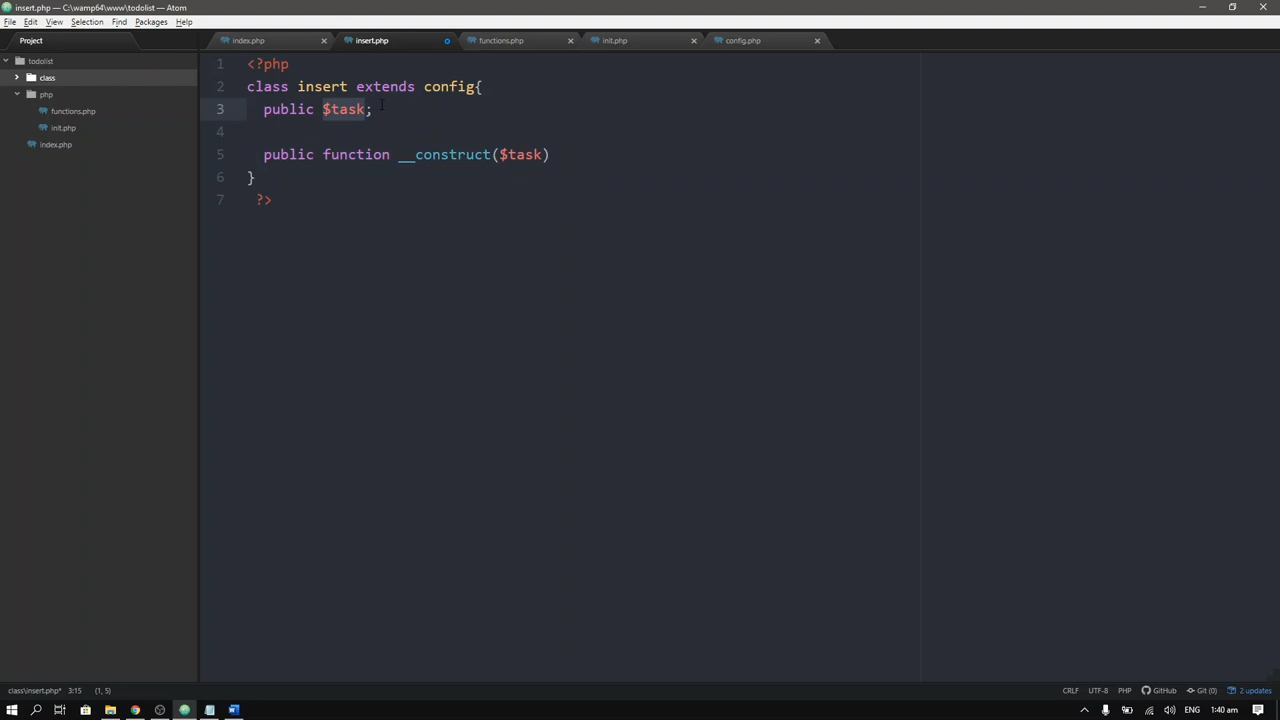 insert.php — C:\wamp64\www\todolist — Atom
File Edit View Selection Find Packages Help
Project
index.php insert.php functions.php init.php config.php
todolist
class
php
functions.php
init.php
index.php
1 <?php
2 class insert extends config{
3 public $task;
4
5 public function __construct($task)
6 }
7 ?>
class\insert.php* 3:15 (1, 5) CRLF UTF-8 PHP GitHub Git (0) 2 updates
ENG 1:40 am